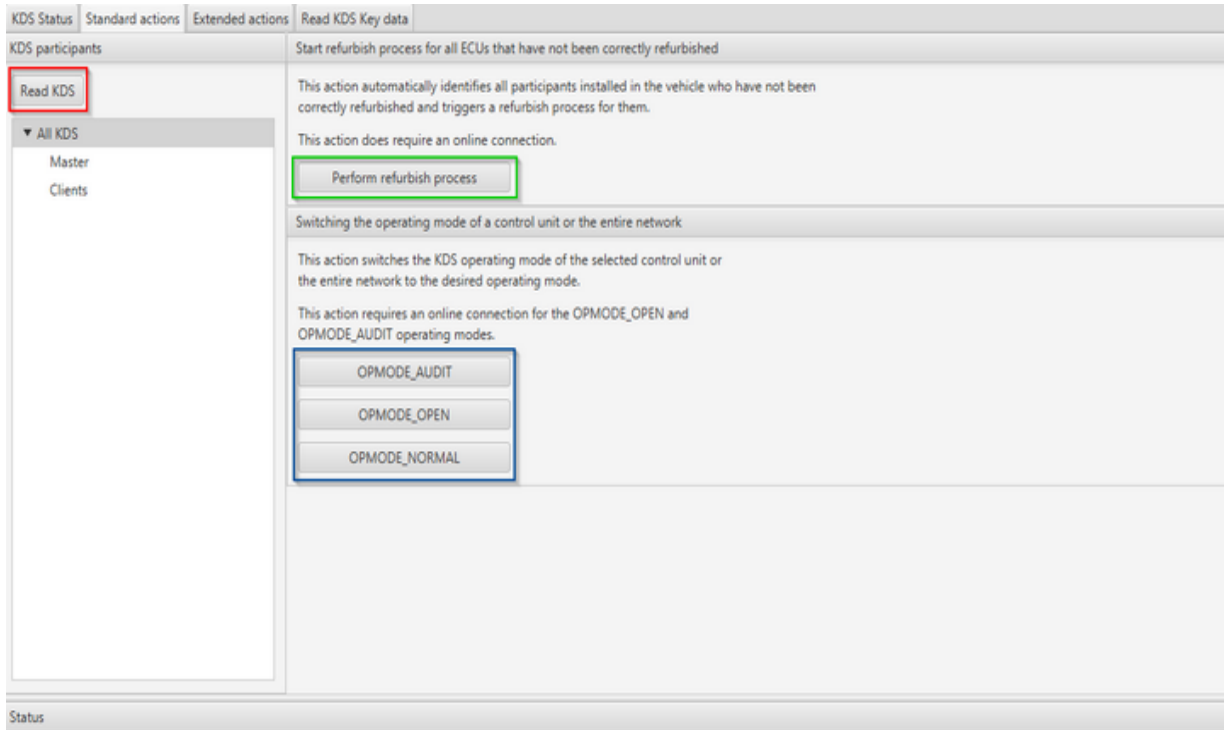 KDS Status Standard actions Extended actions Read KDS Key data
KDS participants
Read KDS
▼ All KDS
Master
Clients
Start refurbish process for all ECUs that have not been correctly refurbished
This action automatically identifies all participants installed in the vehicle who have not been
correctly refurbished and triggers a refurbish process for them.
This action does require an online connection.
Perform refurbish process
Switching the operating mode of a control unit or the entire network
This action switches the KDS operating mode of the selected control unit or
the entire network to the desired operating mode.
This action requires an online connection for the OPMODE_OPEN and
OPMODE_AUDIT operating modes.
OPMODE_AUDIT
OPMODE_OPEN
OPMODE_NORMAL
Status